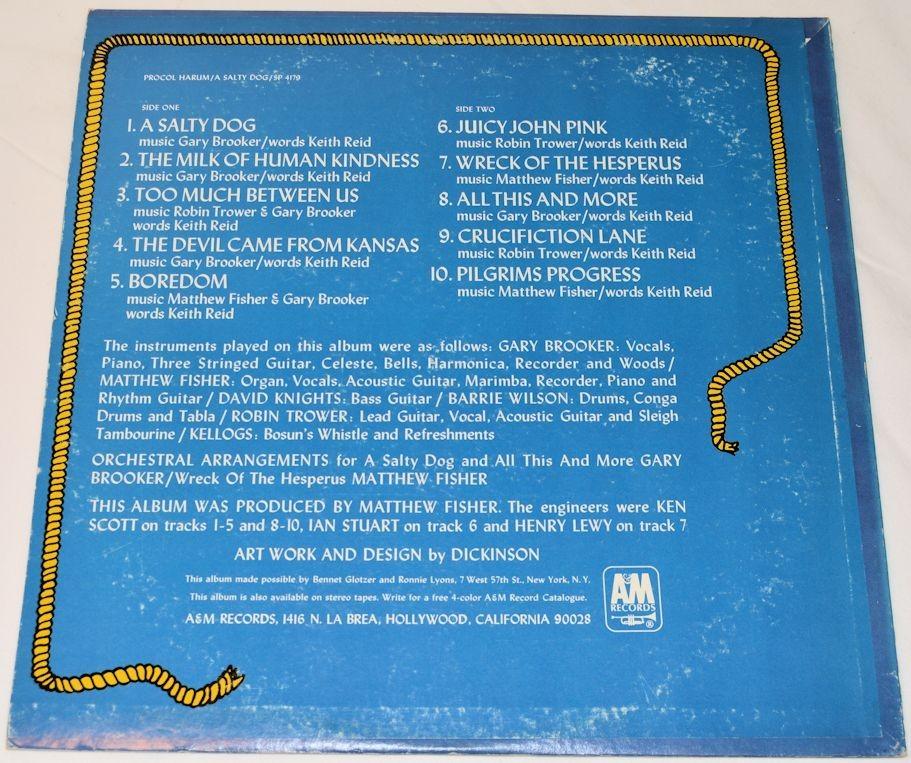 PROCOL HARUM/A SALTY DOG/SP 4179
SIDE ONE
1. A SALTY DOG
music Gary Brooker/words Keith Reid
2. THE MILK OF HUMAN KINDNESS
music Gary Brooker/words Keith Reid
3. TOO MUCH BETWEEN US
music Robin Trower & Gary Brooker
words Keith Reid
4. THE DEVIL CAME FROM KANSAS
music Gary Brooker/words Keith Reid
5. BOREDOM
music Matthew Fisher & Gary Brooker
words Keith Reid
SIDE TWO
6. JUICY JOHN PINK
music Robin Trower/words Keith Reid
7. WRECK OF THE HESPERUS
music Matthew Fisher/words Keith Reid
8. ALL THIS AND MORE
music Gary Brooker/words Keith Reid
9. CRUCIFICTION LANE
music Robin Trower/words Keith Reid
10. PILGRIMS PROGRESS
music Matthew Fisher/words Keith Reid
The instruments played on this album were as follows: GARY BROOKER: Vocals,
Piano, Three Stringed Guitar, Celeste, Bells, Harmonica, Recorder and Woods/
MATTHEW FISHER: Organ, Vocals, Acoustic Guitar, Marimba, Recorder, Piano and
Rhythm Guitar / DAVID KNIGHTS: Bass Guitar / BARRIE WILSON: Drums, Conga
Drums and Tabla / ROBIN TROWER: Lead Guitar, Vocal, Acoustic Guitar and Sleigh
Tambourine / KELLOGS: Bosun's Whistle and Refreshments
ORCHESTRAL ARRANGEMENTS for A Salty Dog and All This And More GARY
BROOKER/Wreck Of The Hesperus MATTHEW FISHER
THIS ALBUM WAS PRODUCED BY MATTHEW FISHER. The engineers were KEN
SCOTT on tracks 1-5 and 8-10, IAN STUART on track 6 and HENRY LEWY on track 7
ART WORK AND DESIGN by DICKINSON
This album made possible by Bennet Glotzer and Ronnie Lyons, 7 West 57th St., New York, N.Y.
This album is also available on stereo tapes. Write for a free 4-color A&M Record Catalogue.
A&M RECORDS, 1416 N. LA BREA, HOLLYWOOD, CALIFORNIA 90028
A&M
RECORDS
®